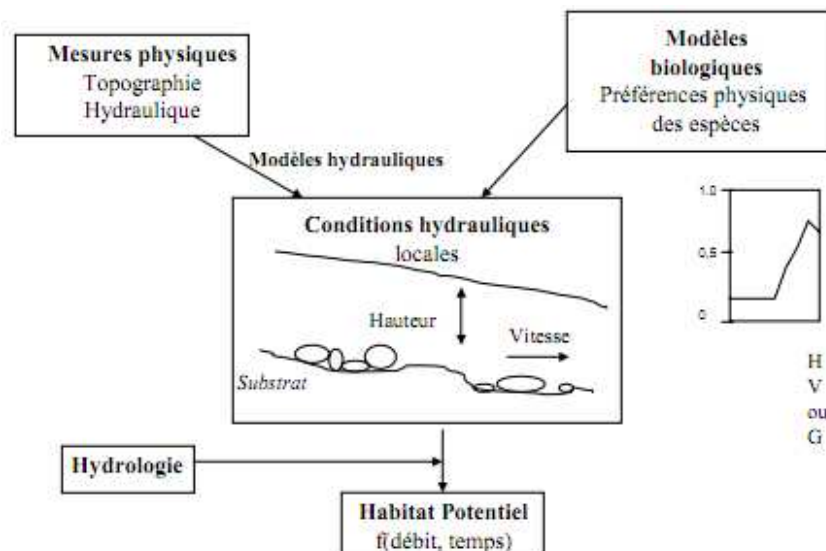 Mesures physiques
Topographie
Hydraulique
Modèles
biologiques
Préférences physiques
des espèces
Modèles hydrauliques
Conditions hydrauliques
locales
Hauteur
Vitesse
Substrat
1,0
0,5
0
H
V
ou
G
Hydrologie
Habitat Potentiel
f(débit, temps)